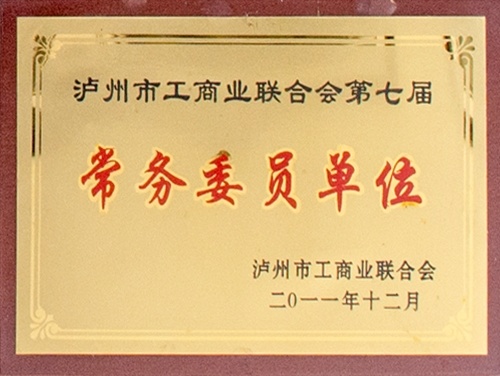 泸州市工商业联合会第七届
常务委员单位
泸州市工商业联合会
二0一一年十二月